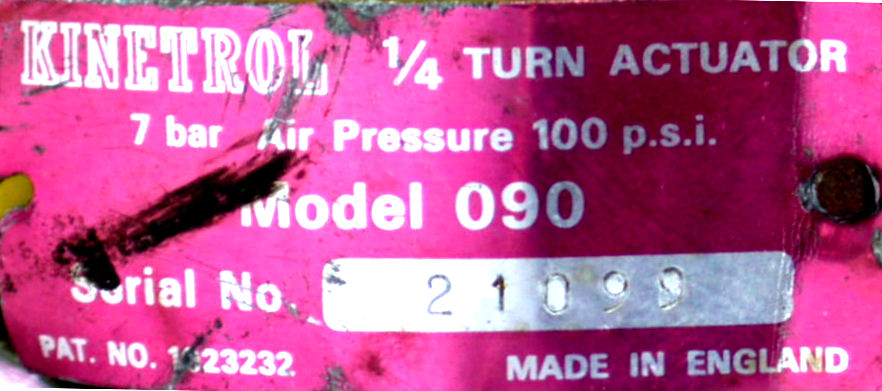 KINETROL 1/4 TURN ACTUATOR
7 bar Air Pressure 100 p.s.i.
Model 090
Serial No. 21099
PAT. NO. MADE IN ENGLAND